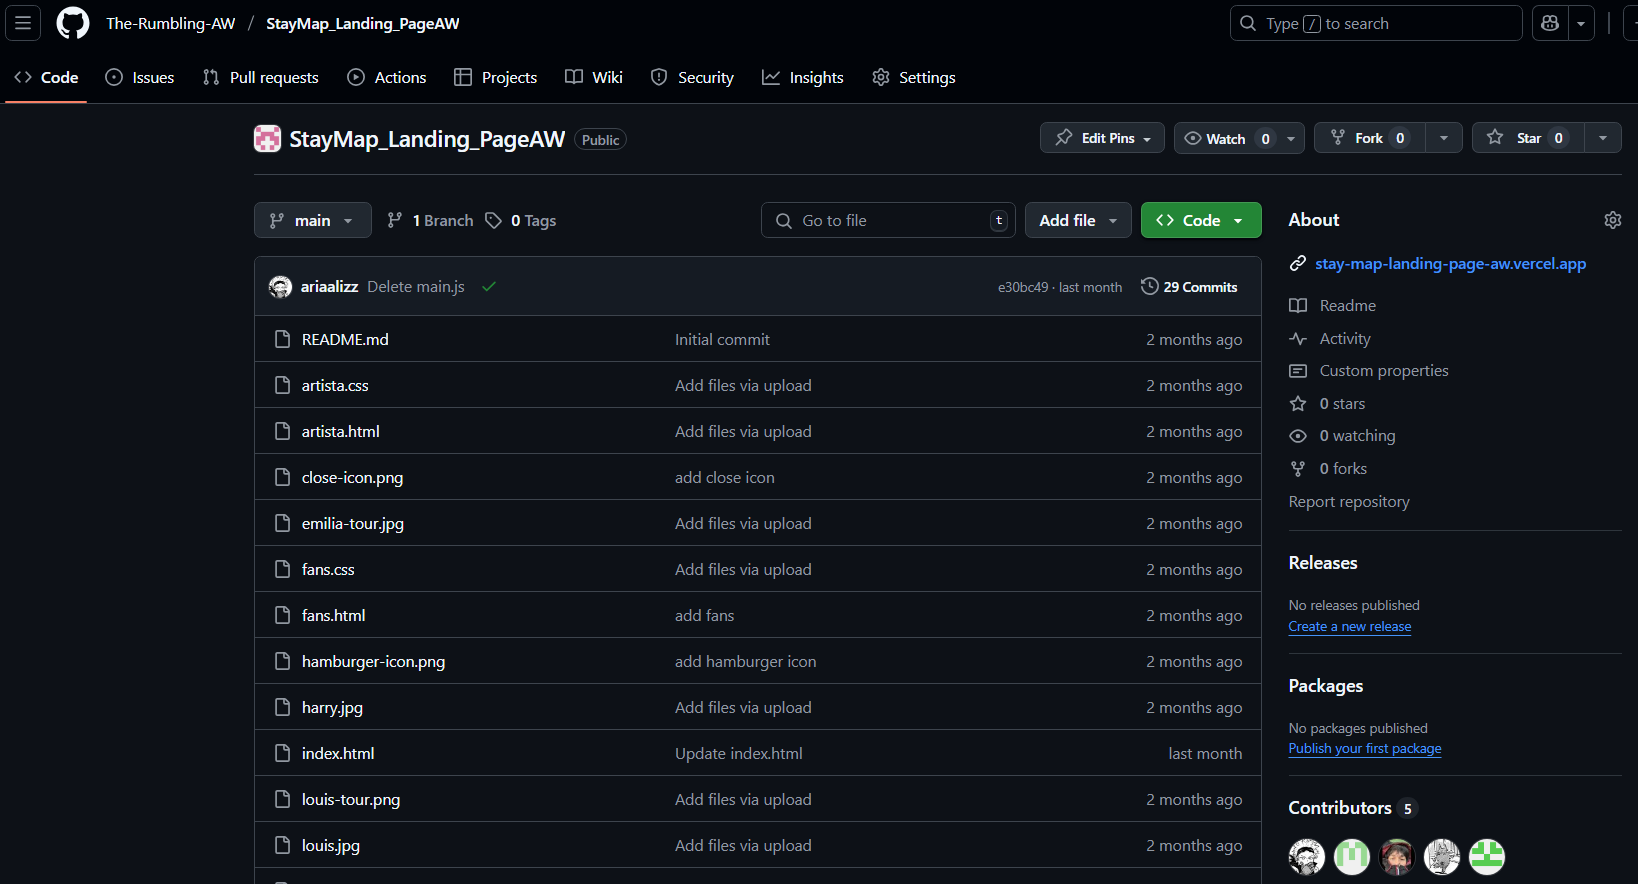 The-Rumbling-AW / StayMap_Landing_PageAW
Type / to search
Code Issues Pull requests Actions Projects Wiki Security Insights Settings
StayMap_Landing_PageAW Public
Edit Pins Watch 0 Fork 0 Star 0
main 1 Branch 0 Tags Go to file t Add file Code
ariaalizz Delete main.js e30bc49 · last month 29 Commits
README.md Initial commit 2 months ago
artista.css Add files via upload 2 months ago
artista.html Add files via upload 2 months ago
close-icon.png add close icon 2 months ago
emilia-tour.jpg Add files via upload 2 months ago
fans.css Add files via upload 2 months ago
fans.html add fans 2 months ago
hamburger-icon.png add hamburger icon 2 months ago
harry.jpg Add files via upload 2 months ago
index.html Update index.html last month
louis-tour.png Add files via upload 2 months ago
louis.jpg Add files via upload 2 months ago
About
stay-map-landing-page-aw.vercel.app
Readme
Activity
Custom properties
0 stars
0 watching
0 forks
Report repository
Releases
No releases published
Create a new release
Packages
No packages published
Publish your first package
Contributors 5